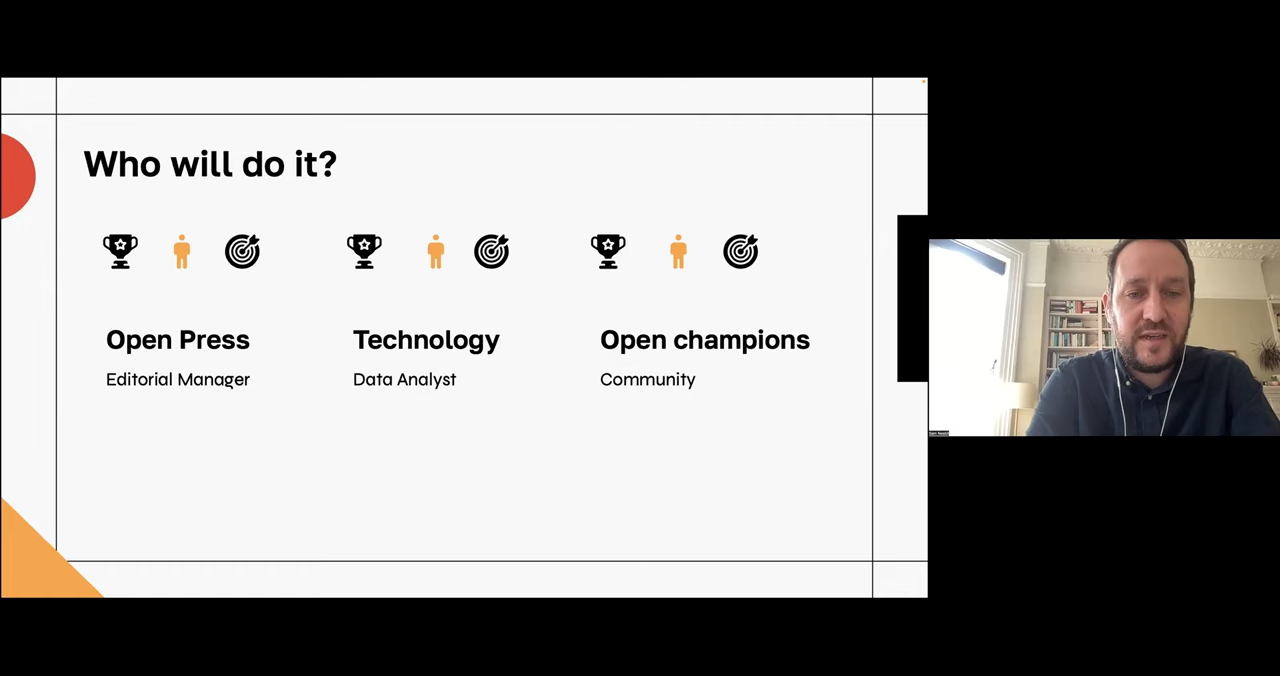 Who will do it?
Open Press
Technology
Open champions
Editorial Manager
Data Analyst
Community